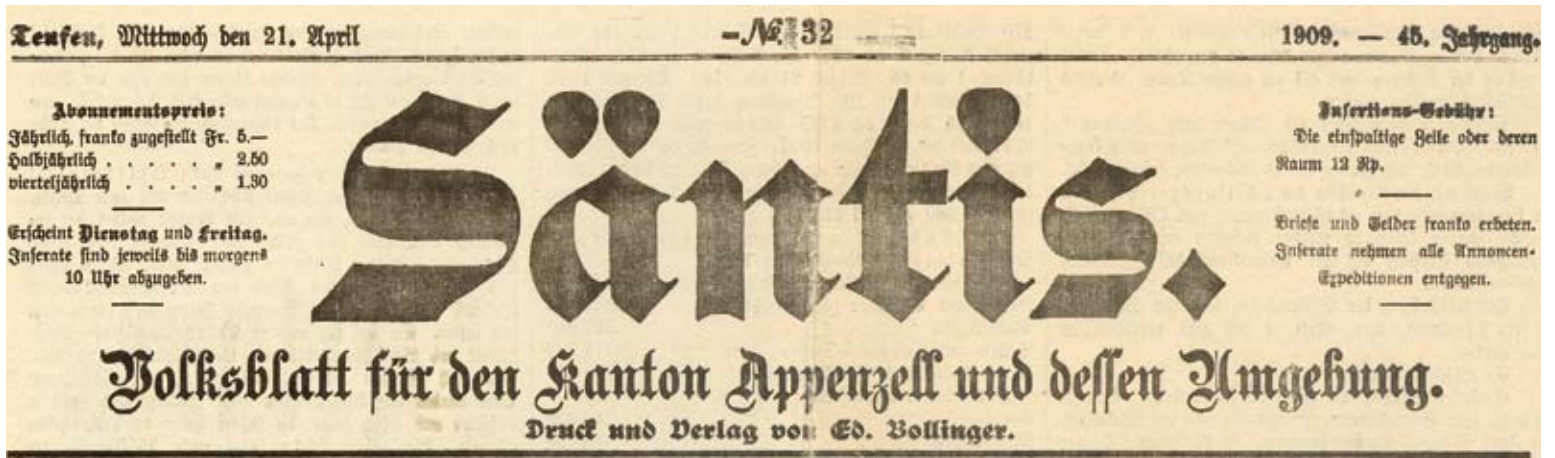 Teufen, Mittwoch den 21. April
- No. 32
1909. — 45. Jahrgang.
Abonnementspreis:
Jährlich, franko zugestellt Fr. 5.—
halbjährlich . . . . . „ 2.50
vierteljährlich . . . . „ 1.30
Erscheint Dienstag und Freitag.
Inserate sind jeweils bis morgens
10 Uhr abzugeben.
Säntis.
Insertions-Gebühr:
Die einspaltige Zeile oder deren
Raum 12 Rp.
Briefe und Gelder franko erbeten.
Inserate nehmen alle Annoncen-
Expeditionen entgegen.
Volksblatt für den Kanton Appenzell und dessen Umgebung.
Druck und Verlag von Ed. Bollinger.